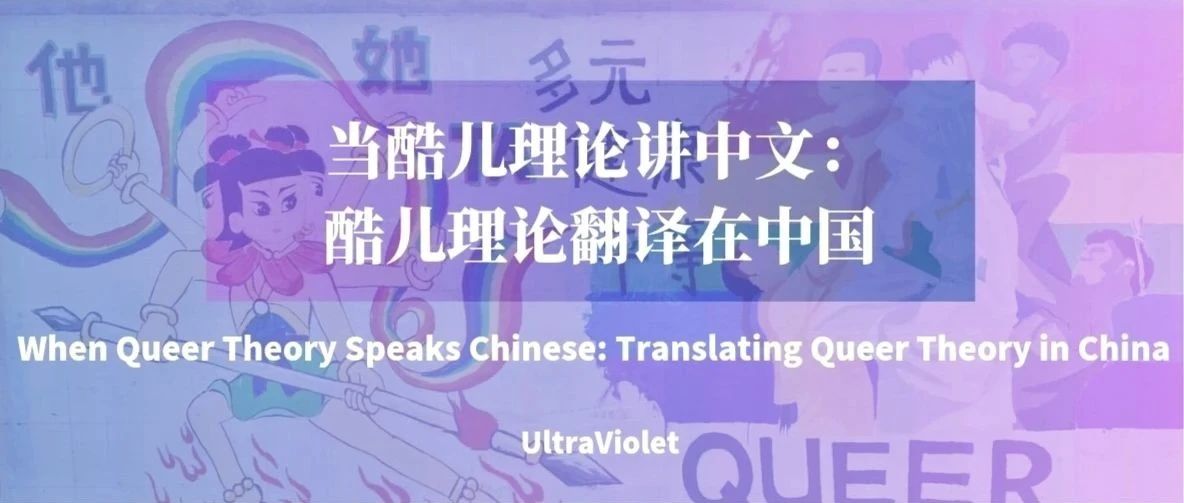 他 她 多元
当酷儿理论讲中文：
酷儿理论翻译在中国
When Queer Theory Speaks Chinese: Translating Queer Theory in China
UltraViolet
QUEER